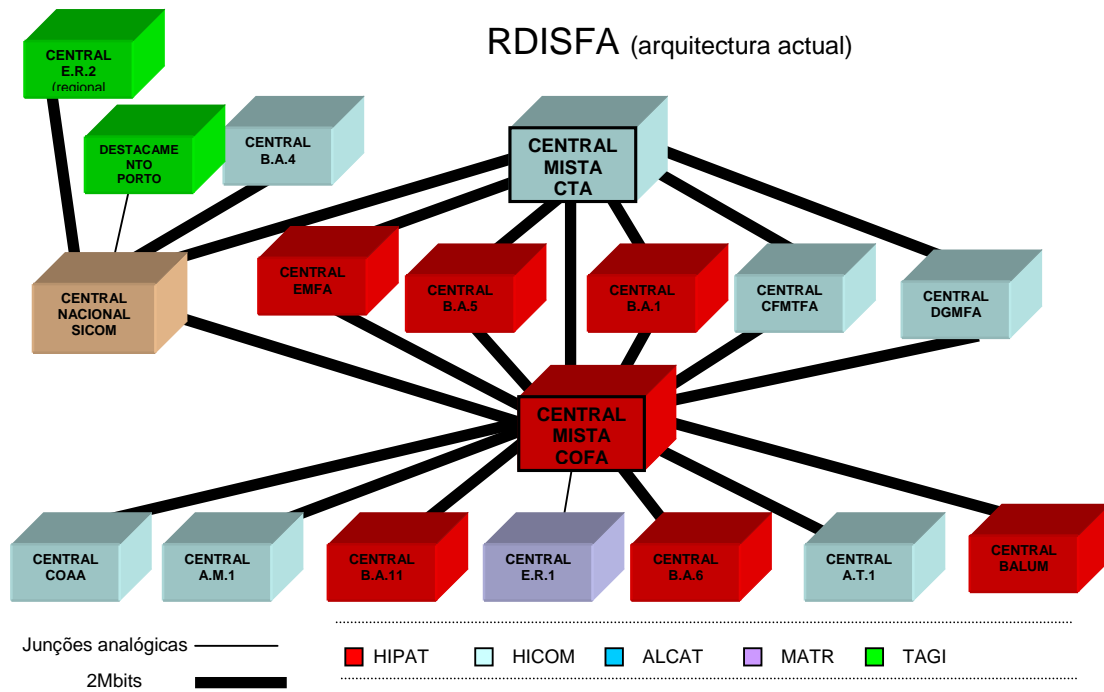 RDISFA (arquitectura actual)
CENTRAL
E.R.2
(regional
DESTACAME
NTO
PORTO
CENTRAL
B.A.4
CENTRAL
MISTA
CTA
CENTRAL
NACIONAL
SICOM
CENTRAL
EMFA
CENTRAL
B.A.5
CENTRAL
B.A.1
CENTRAL
CFMTFA
CENTRAL
DGMFA
CENTRAL
MISTA
COFA
CENTRAL
COAA
CENTRAL
A.M.1
CENTRAL
B.A.11
CENTRAL
E.R.1
CENTRAL
B.A.6
CENTRAL
A.T.1
CENTRAL
BALUM
Junções analógicas
2Mbits
HIPAT HICOM ALCAT MATR TAGI